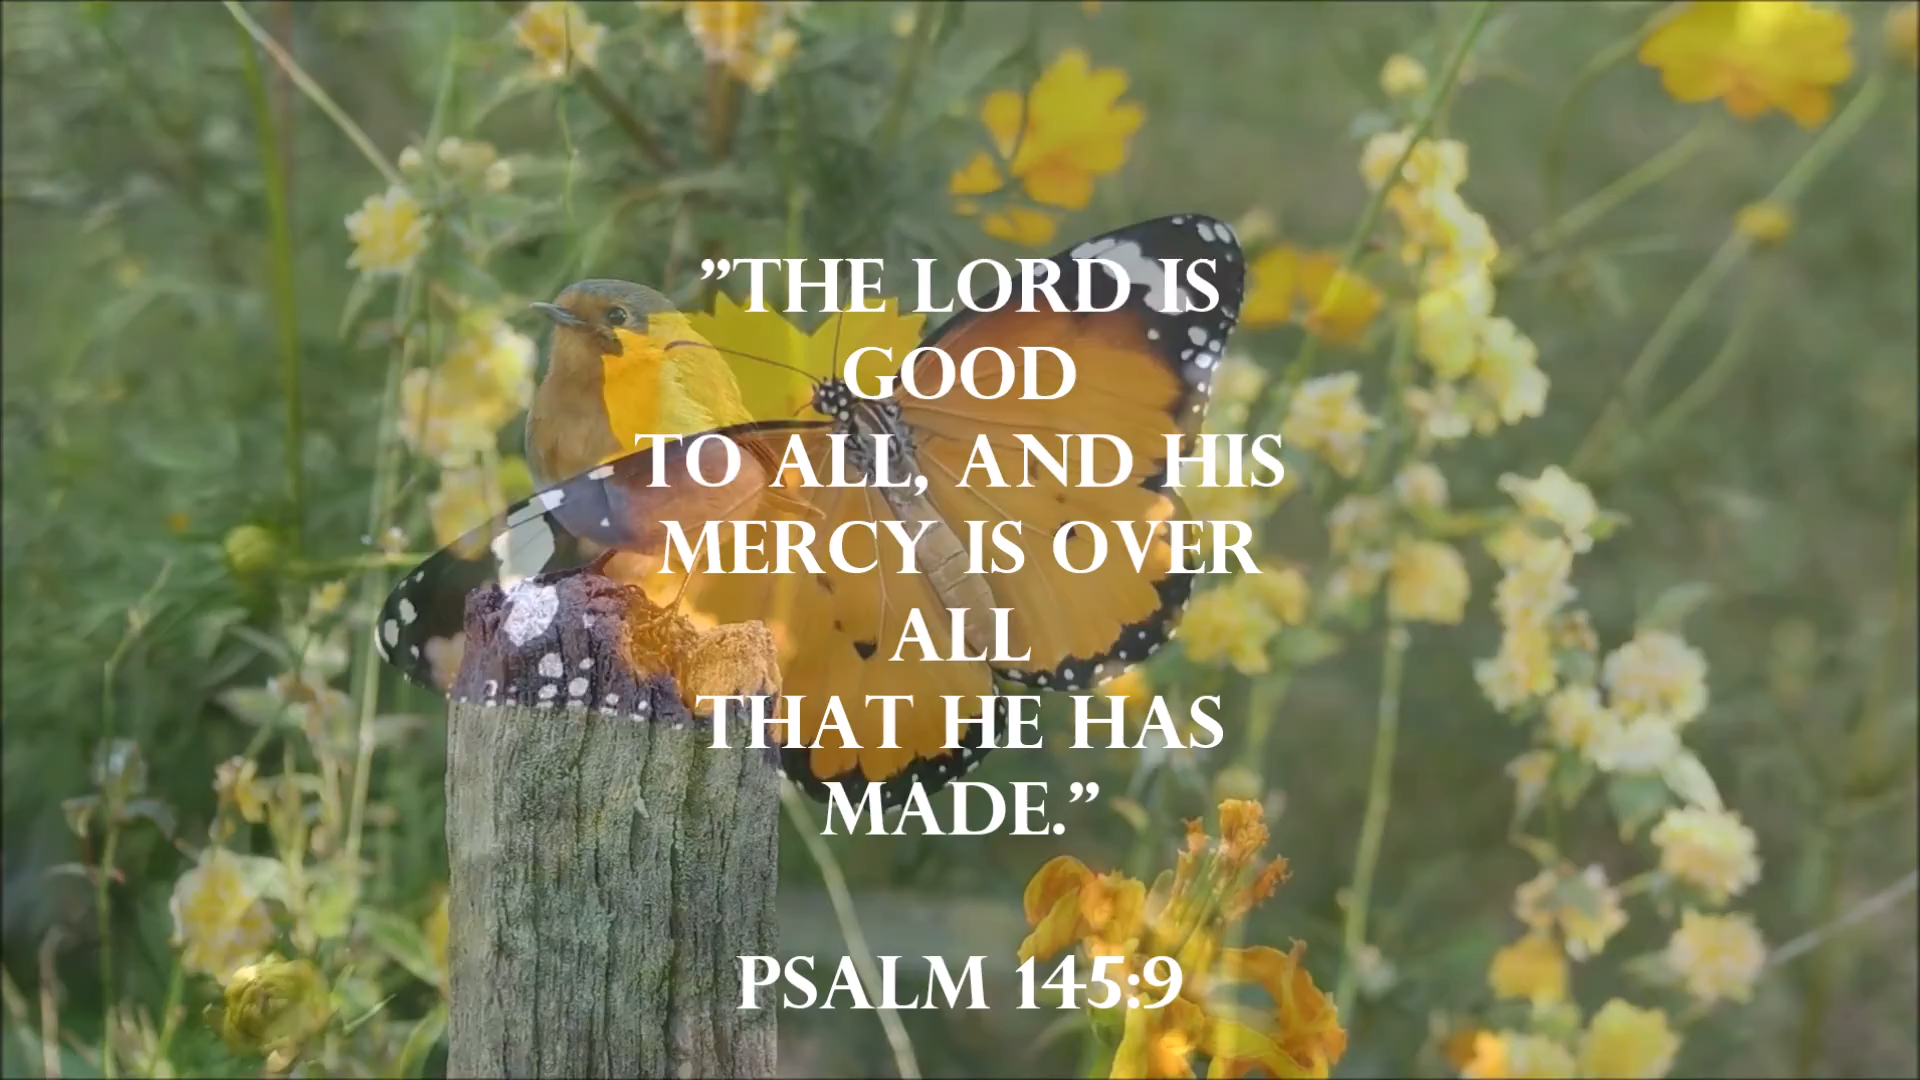 ”THE LORD IS
GOOD
TO ALL, AND HIS
MERCY IS OVER
ALL
THAT HE HAS
MADE.”
PSALM 145:9